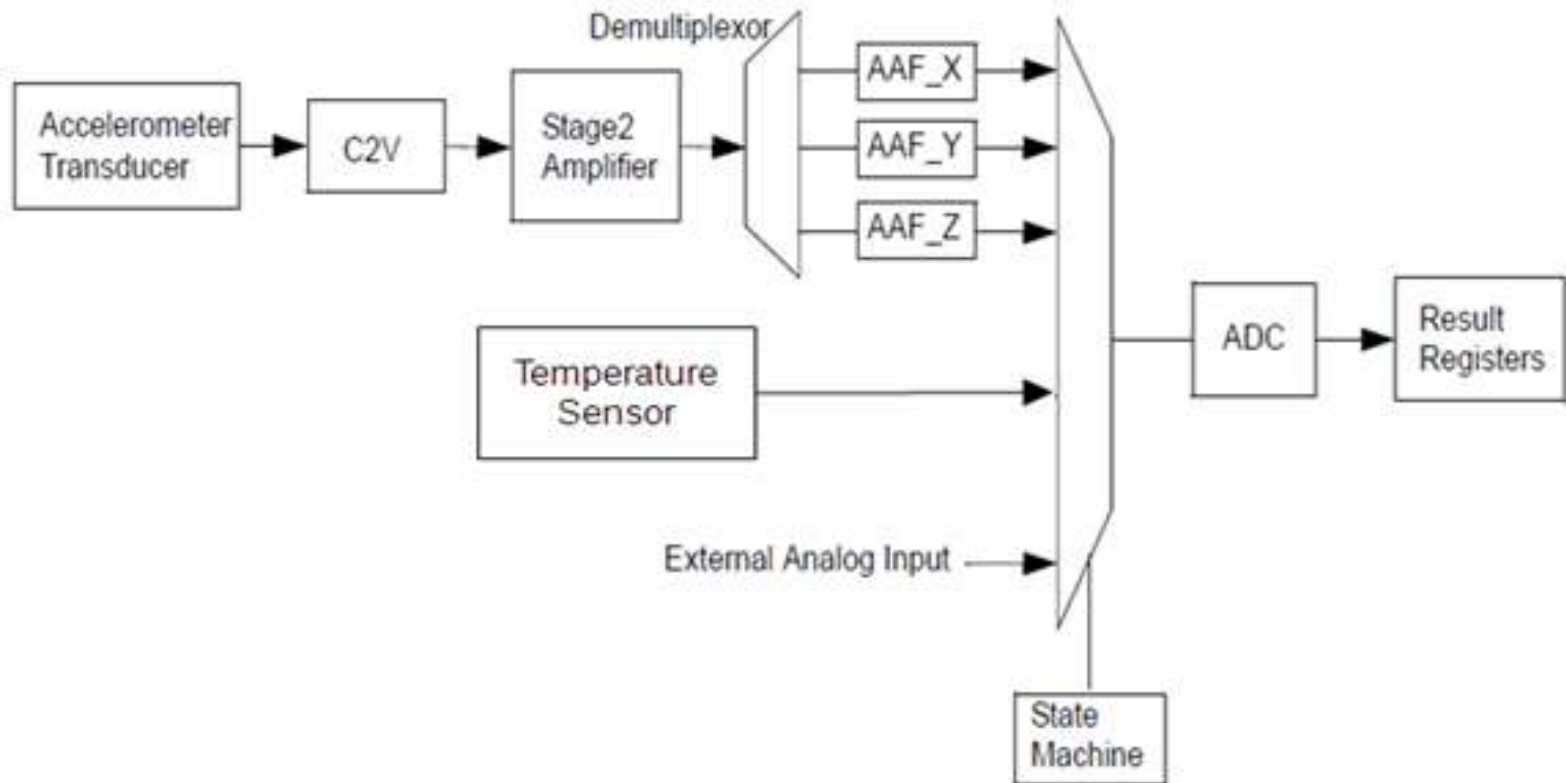 Demultiplexor
Accelerometer
Transducer
C2V
Stage2
Amplifier
AAF_X
AAF_Y
AAF_Z
Temperature
Sensor
External Analog Input
ADC
Result
Registers
State
Machine